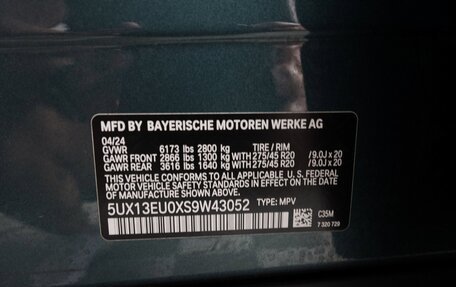 MFD BY BAYERISCHE MOTOREN WERKE AG
04/24
GVWR 6173 lbs 2800 kg TIRE / RIM
GAWR FRONT 2866 lbs 1300 kg WITH 275/45 R20 /9.0J x 20
GAWR REAR 3616 lbs 1640 kg WITH 275/45 R20 /9.0J x 20
THIS VEHICLE CONFORMS TO ALL APPLICABLE U.S. FEDERAL
MOTOR VEHICLE SAFETY STANDARDS IN EFFECT ON THE
DATE OF MANUFACTURE SHOWN ABOVE.
5UX13EU0XS9W43052 TYPE: MPV
C35M
7 320 729